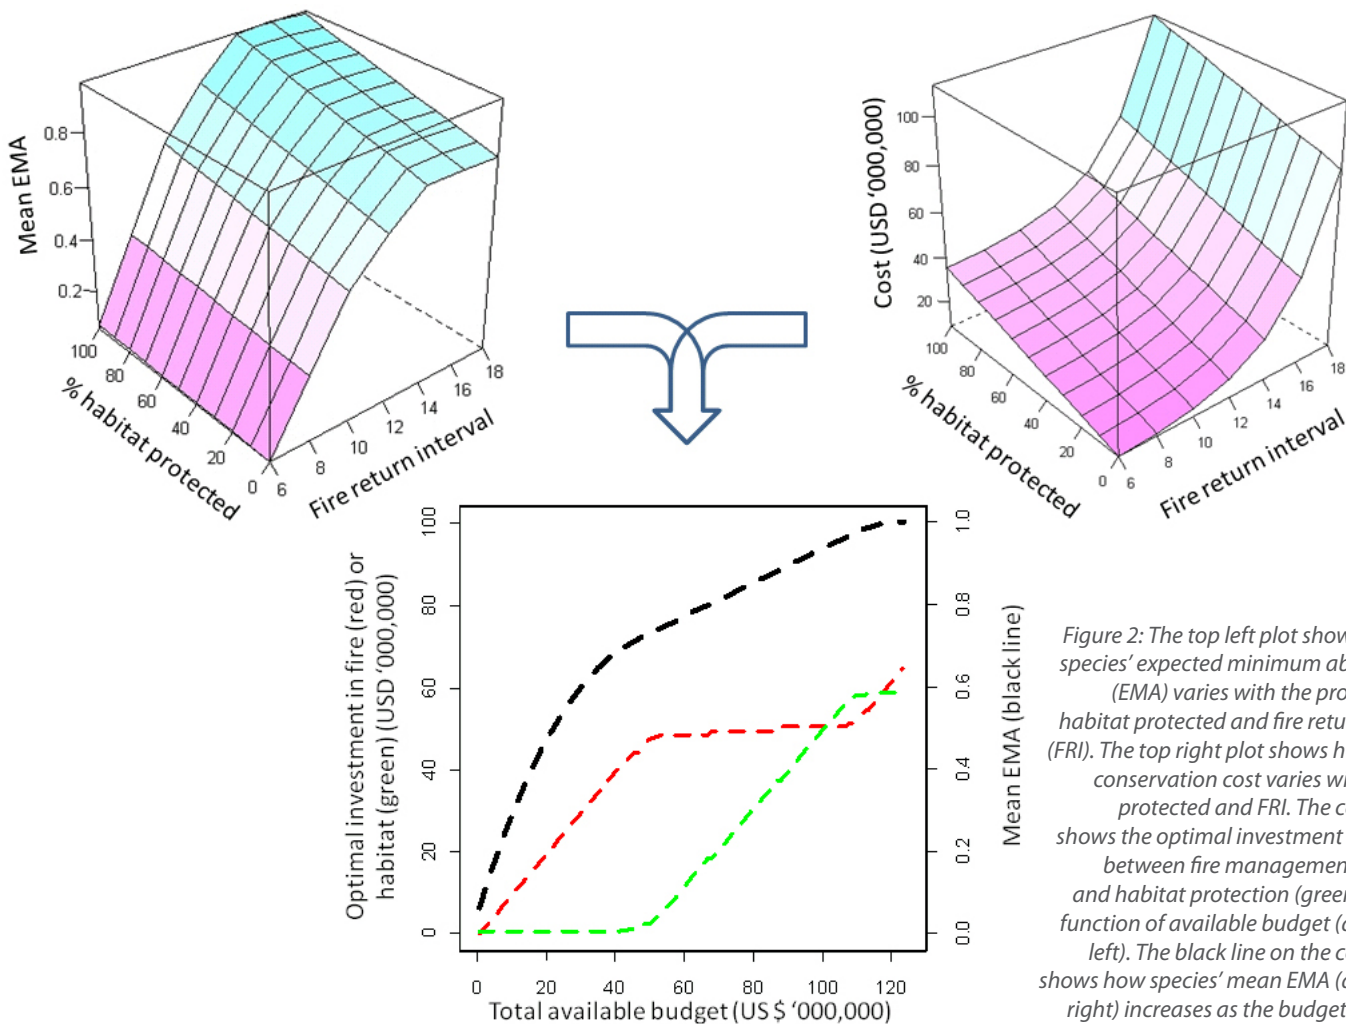 Mean EMA
0.8
0.6
0.4
0.2
100
80
60
40
20
0
% habitat protected
6
8
10
12
14
16
18
Fire return interval
Cost (USD ‘000,000)
100
80
60
40
20
100
80
60
40
20
0
% habitat protected
6
8
10
12
14
16
18
Fire return interval
Optimal investment in fire (red) or
habitat (green) (USD ‘000,000)
100
80
60
40
20
0
1.0
0.8
0.6
0.4
0.2
0.0
Mean EMA (black line)
0 20 40 60 80 100 120
Total available budget (US $ ‘000,000)
Figure 2: The top left plot show
species’ expected minimum ab
(EMA) varies with the pro
habitat protected and fire retu
(FRI). The top right plot shows h
conservation cost varies wi
protected and FRI. The c
shows the optimal investment
between fire management
and habitat protection (green
function of available budget (
left). The black line on the c
shows how species’ mean EMA (
right) increases as the budget